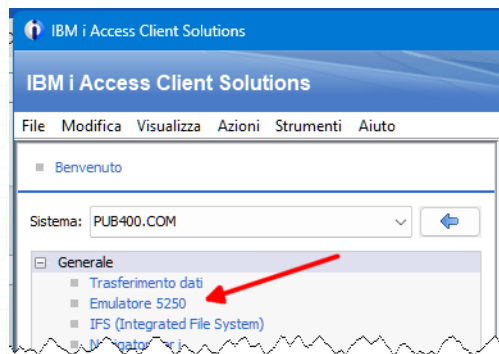 IBM i Access Client Solutions
IBM i Access Client Solutions
File Modifica Visualizza Azioni Strumenti Aiuto
Benvenuto
Sistema: PUB400.COM
Generale
Trasferimento dati
Emulatore 5250
IFS (Integrated File System)